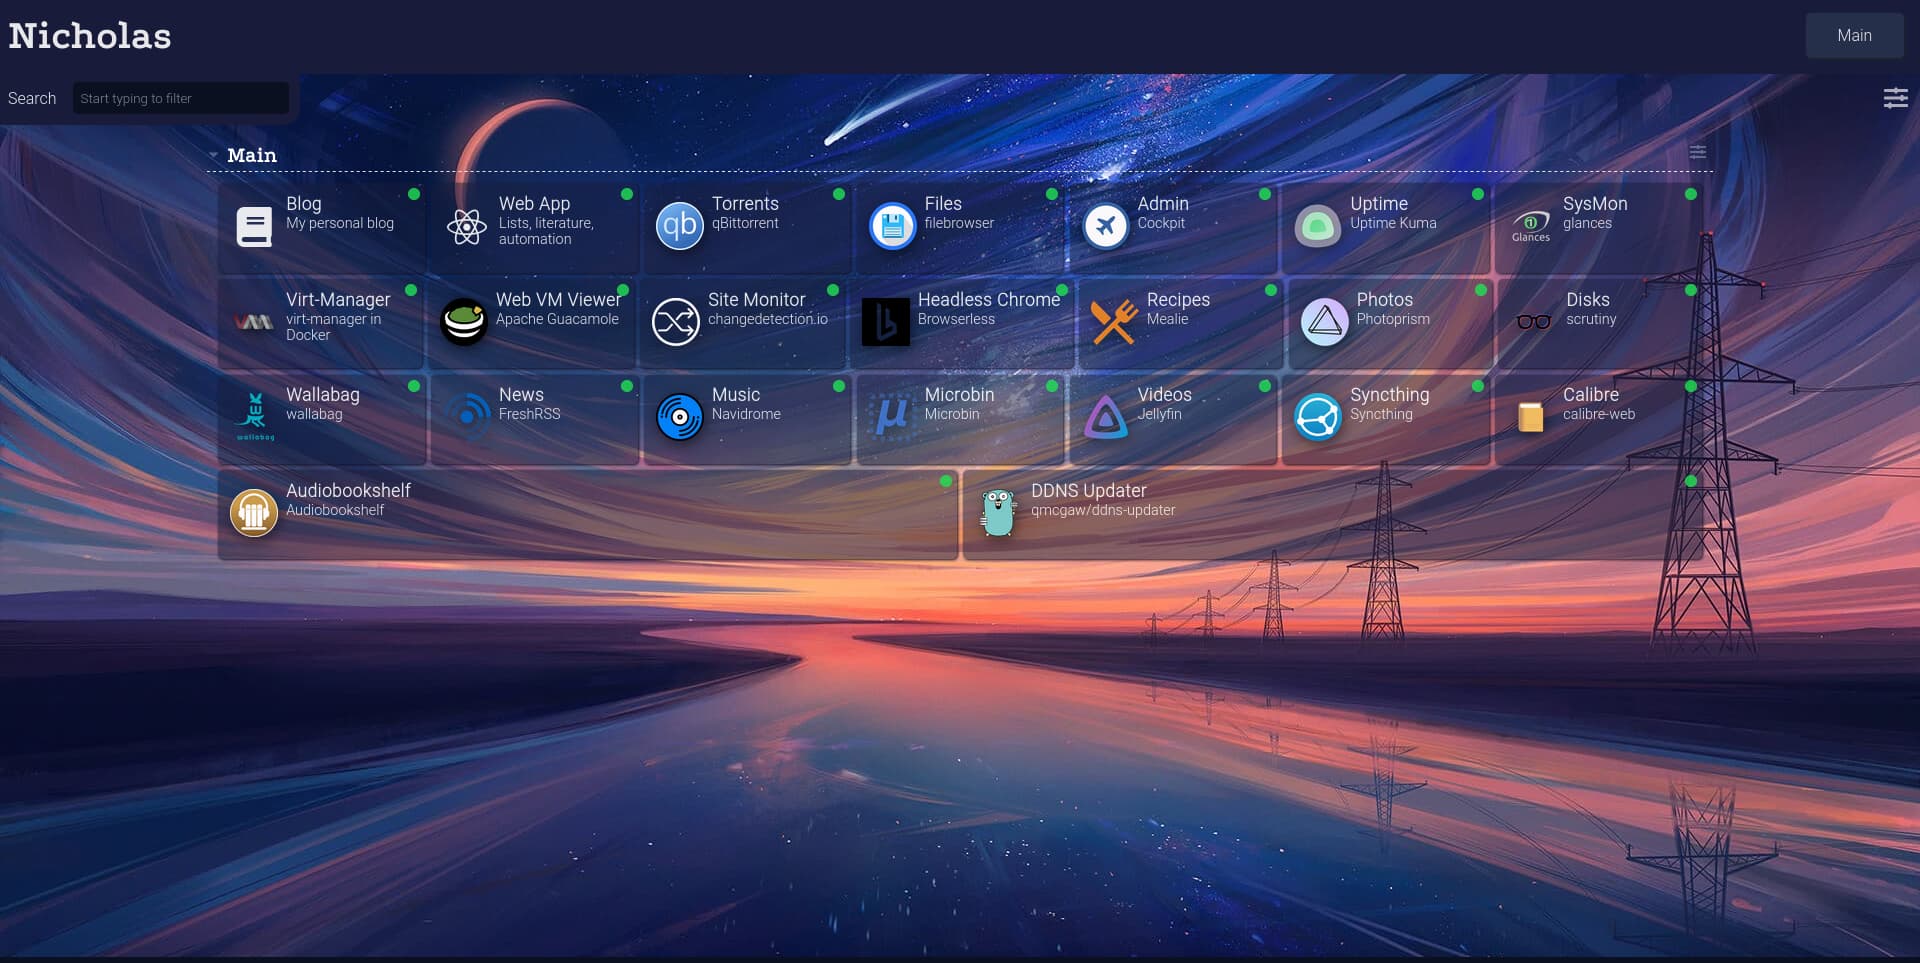 Nicholas
Main
Search
Start typing to filter
Main
Blog
My personal blog
Web App
Lists, literature,
automation
qb
Torrents
qBittorrent
Files
filebrowser
Admin
Cockpit
Uptime
Uptime Kuma
Glances
SysMon
glances
VM
Virt-Manager
virt-manager in
Docker
Web VM Viewer
Apache Guacamole
Site Monitor
changedetection.io
b
Headless Chrome
Browserless
Recipes
Mealie
Photos
Photoprism
Disks
scrutiny
wallabag
Wallabag
wallabag
News
FreshRSS
Music
Navidrome
μ
Microbin
Microbin
Videos
Jellyfin
Syncthing
Syncthing
Calibre
calibre-web
Audiobookshelf
Audiobookshelf
DDNS Updater
qmcgaw/ddns-updater